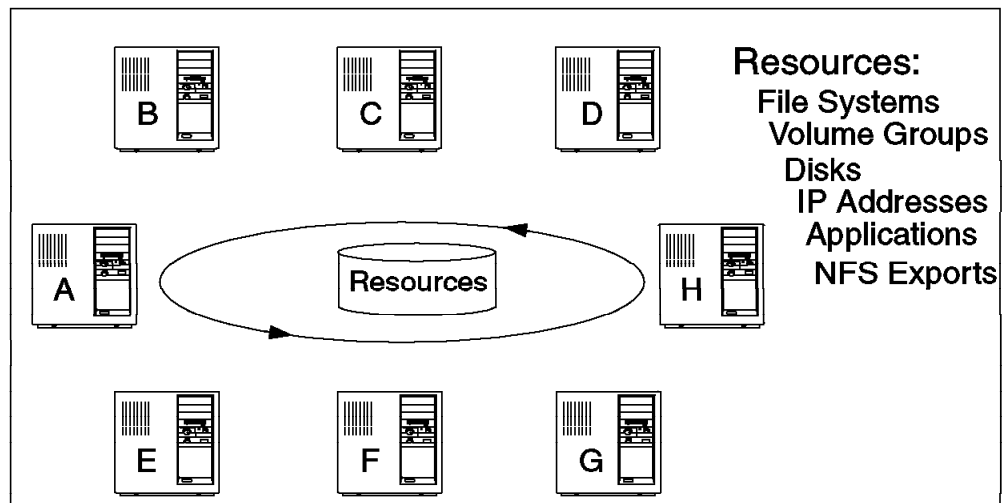 B
C
D
Resources:
File Systems
Volume Groups
Disks
IP Addresses
Applications
NFS Exports
A
Resources
H
E
F
G